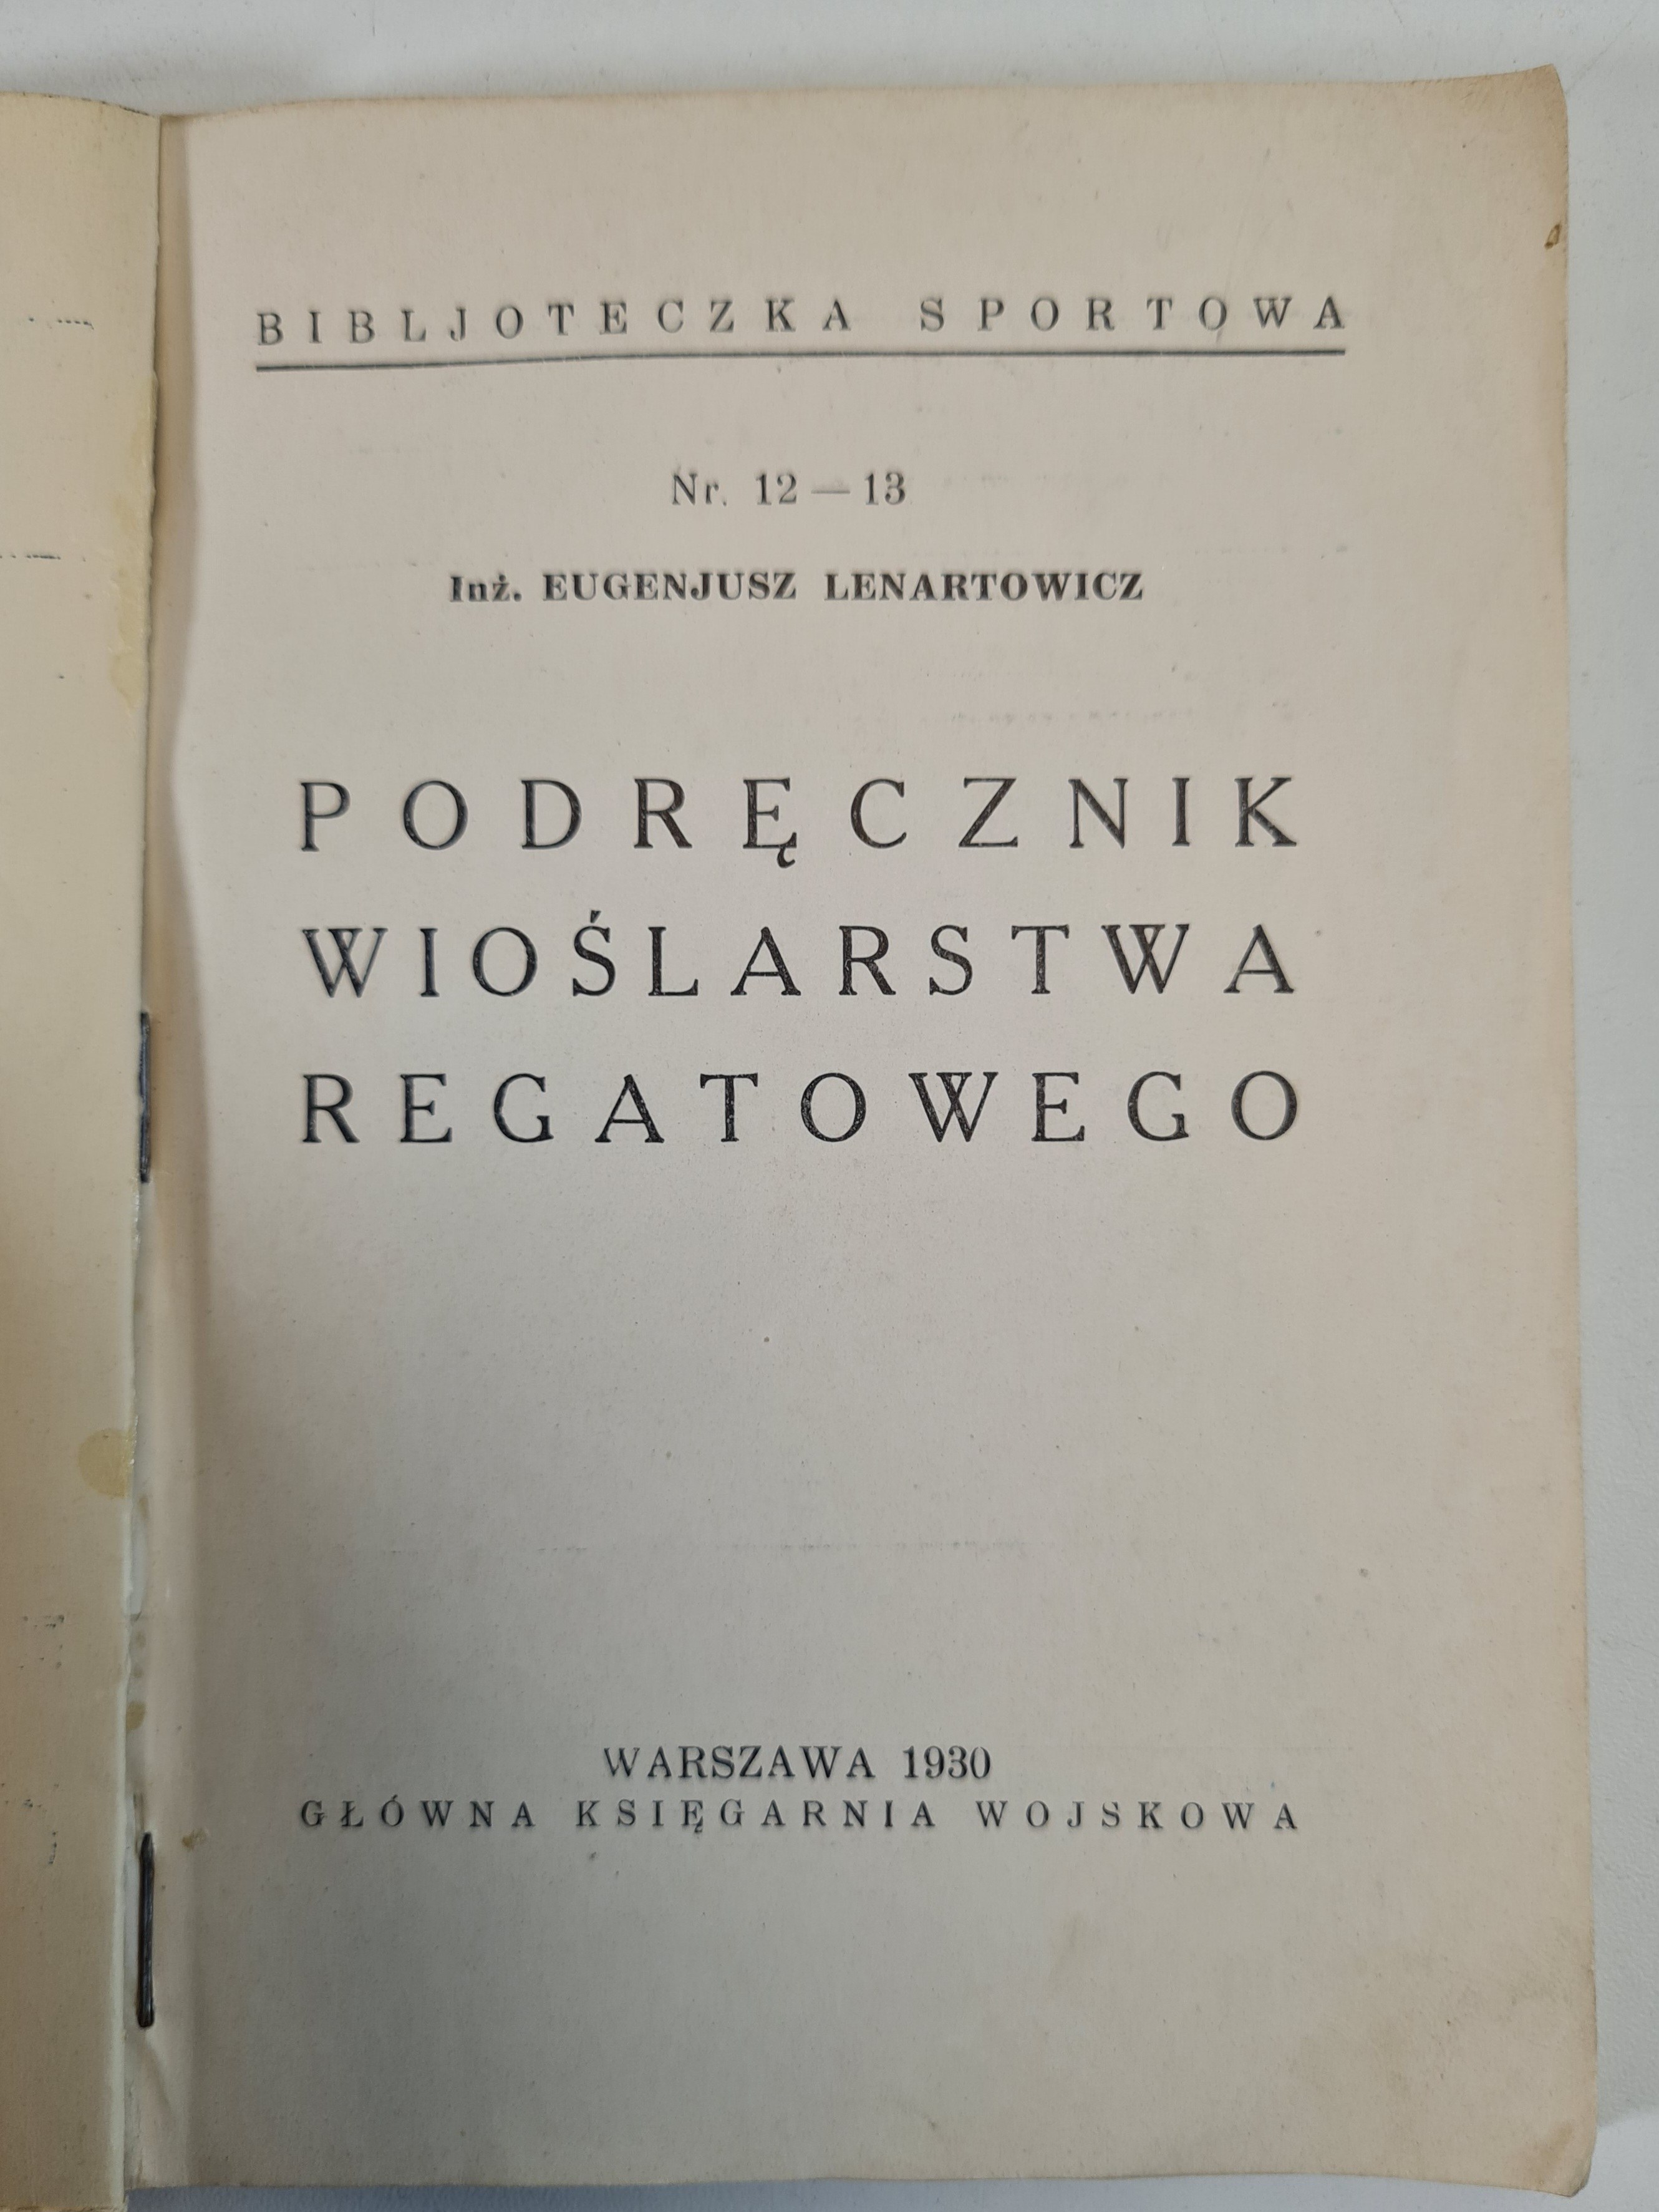 BIBLJOTECZKA SPORTOWA
Nr. 12—13
Inż. EUGENJUSZ LENARTOWICZ
PODRĘCZNIK
WIOŚLARSTWA
REGATOWEGO
WARSZAWA 1930
GŁÓWNA KSIĘGARNIA WOJSKOWA